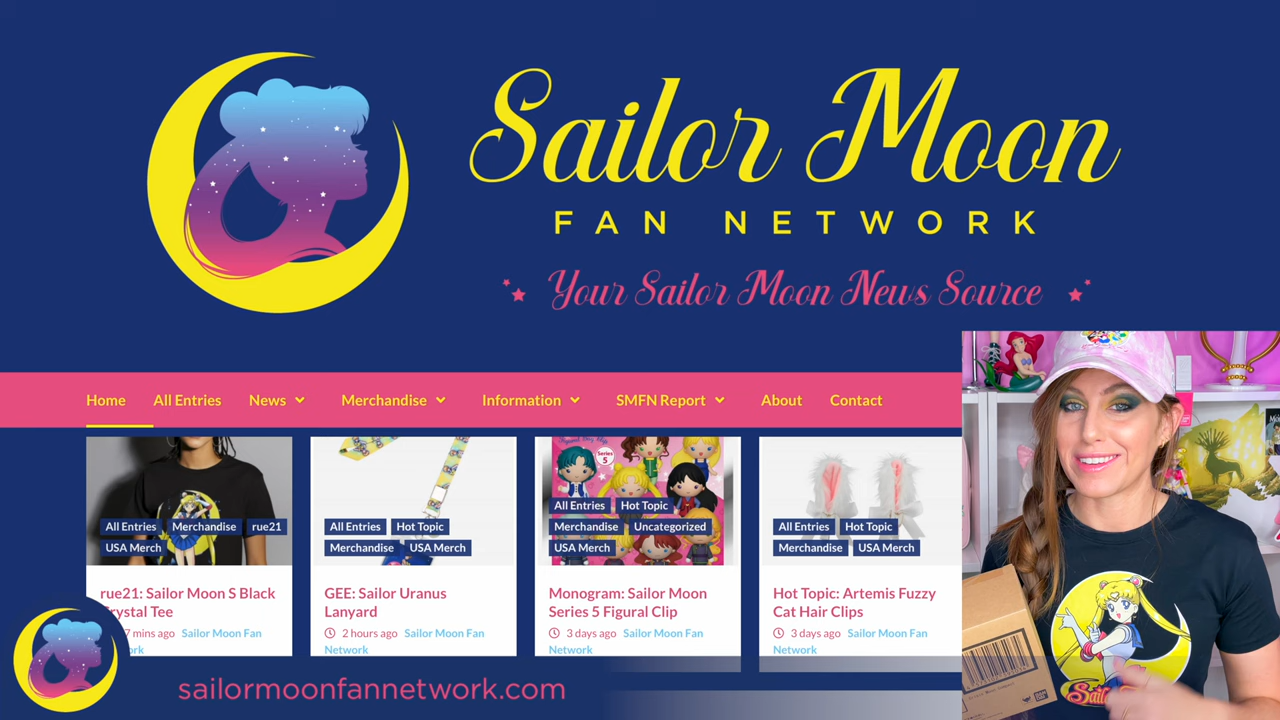 Sailor Moon
FAN NETWORK
Your Sailor Moon News Source
Home All Entries News Merchandise Information SMFN Report About Contact
All Entries Merchandise rue21
USA Merch
rue21: Sailor Moon S Black
Crystal Tee
7 mins ago Sailor Moon Fan
All Entries Hot Topic
Merchandise USA Merch
GEE: Sailor Uranus
Lanyard
2 hours ago Sailor Moon Fan
Network
Series
5
All Entries Hot Topic
Merchandise Uncategorized
USA Merch
Monogram: Sailor Moon
Series 5 Figural Clip
3 days ago Sailor Moon Fan
Network
All Entries Hot Topic
Merchandise USA Merch
Hot Topic: Artemis Fuzzy
Cat Hair Clips
3 days ago Sailor Moon Fan
Network
sailormoonfannetwork.com